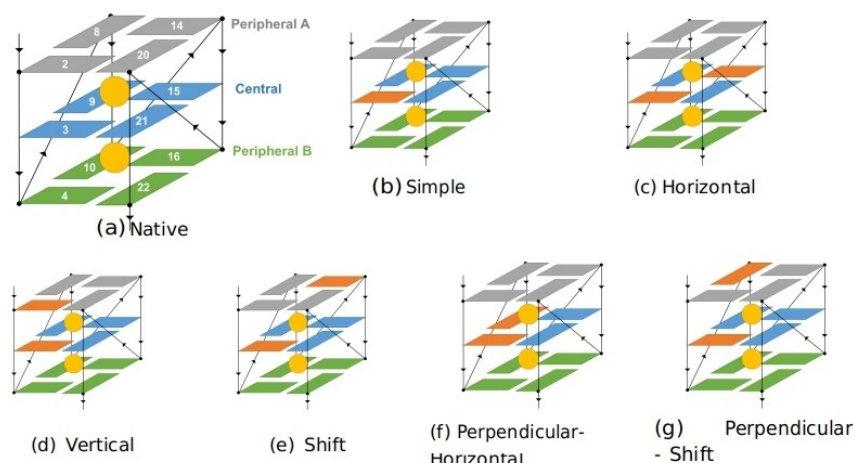 8
14
Peripheral A
2
20
9
15
Central
3
21
10
16
Peripheral B
4
22
(a) Native
(b) Simple
(c) Horizontal
(d) Vertical
(e) Shift
(f) Perpendicular-
Horizontal
(g) Perpendicular
- Shift